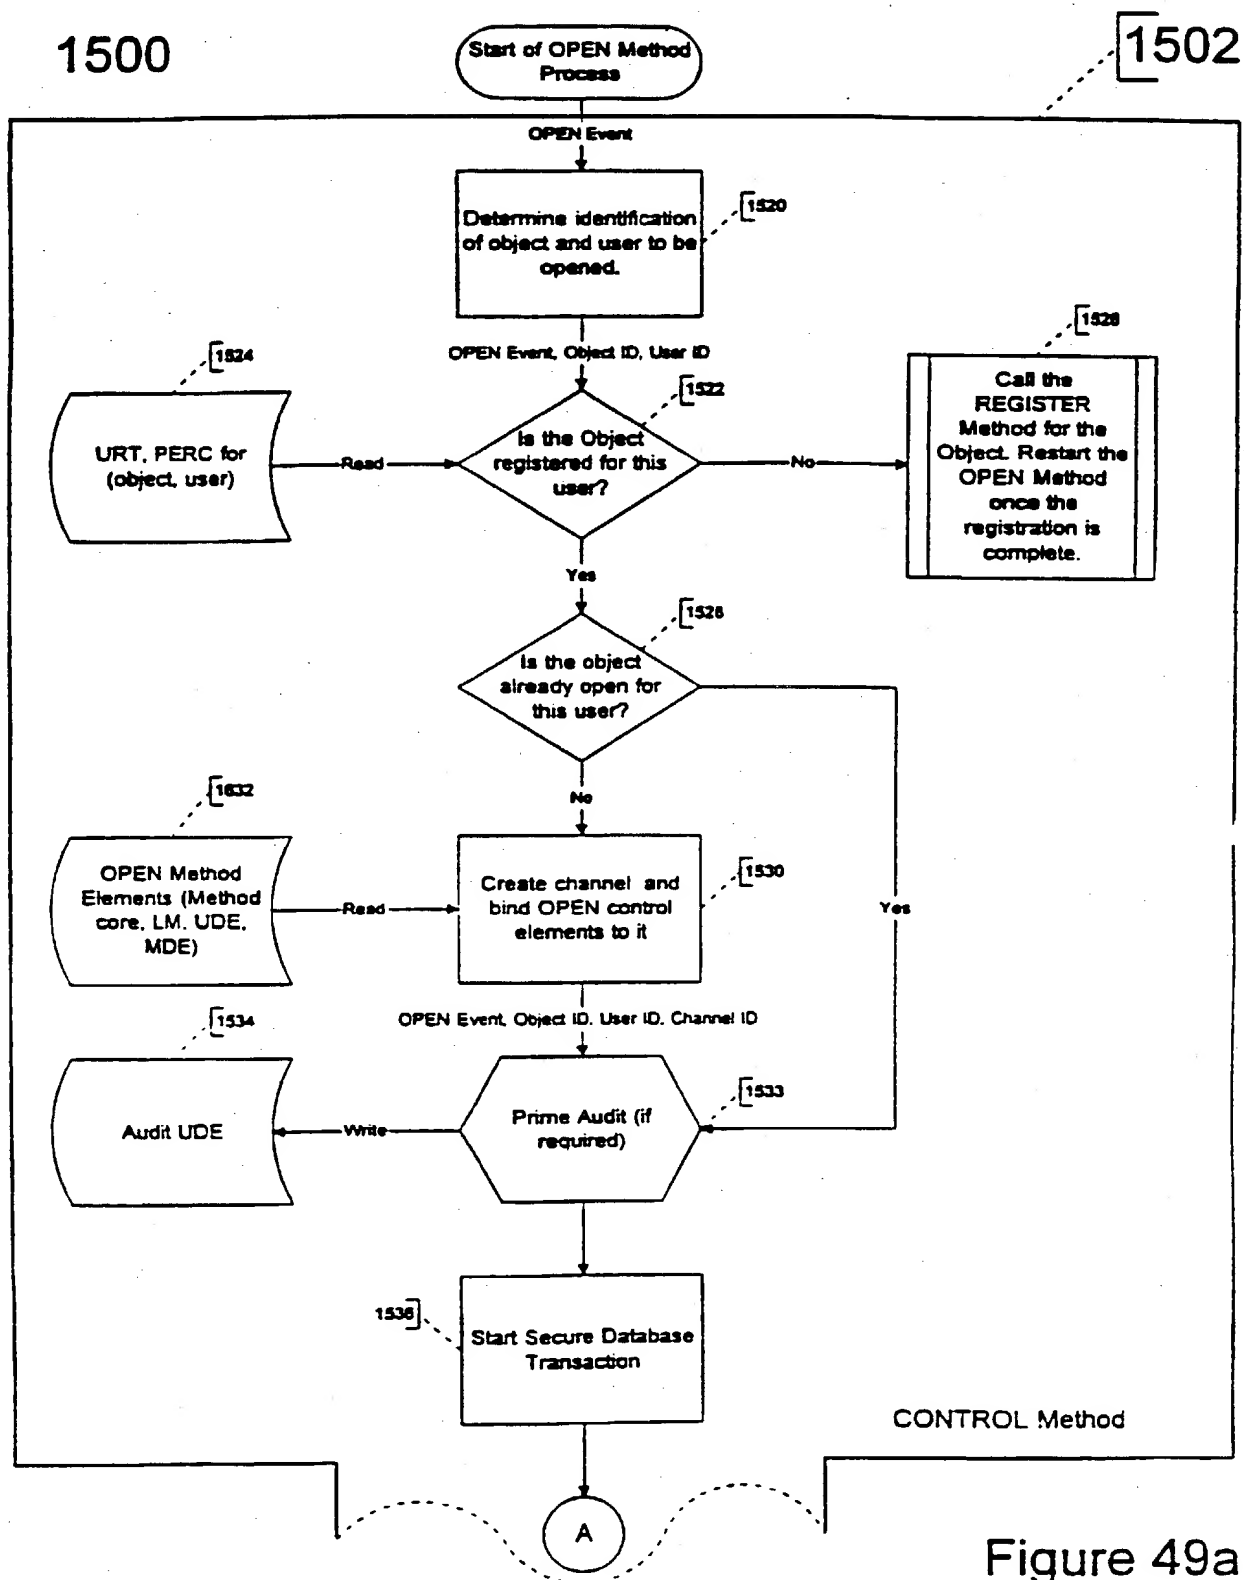 1500
1502
Start of OPEN Method
Process
OPEN Event
1520
Determine identification
of object and user to be
opened.
OPEN Event, Object ID, User ID
1524
1522
1528
URT, PERC for
(object, user)
Read
Is the Object
registered for this
user?
No
Call the
REGISTER
Method for the
Object. Restart the
OPEN Method
once the
registration is
complete.
Yes
1526
Is the object
already open for
this user?
No
Yes
1632
OPEN Method
Elements (Method
core, LM, UDE,
MDE)
Read
1530
Create channel and
bind OPEN control
elements to it
OPEN Event, Object ID, User ID, Channel ID
1534
1533
Audit UDE
Write
Prime Audit (if
required)
1536
Start Secure Database
Transaction
CONTROL Method
A
Figure 49a